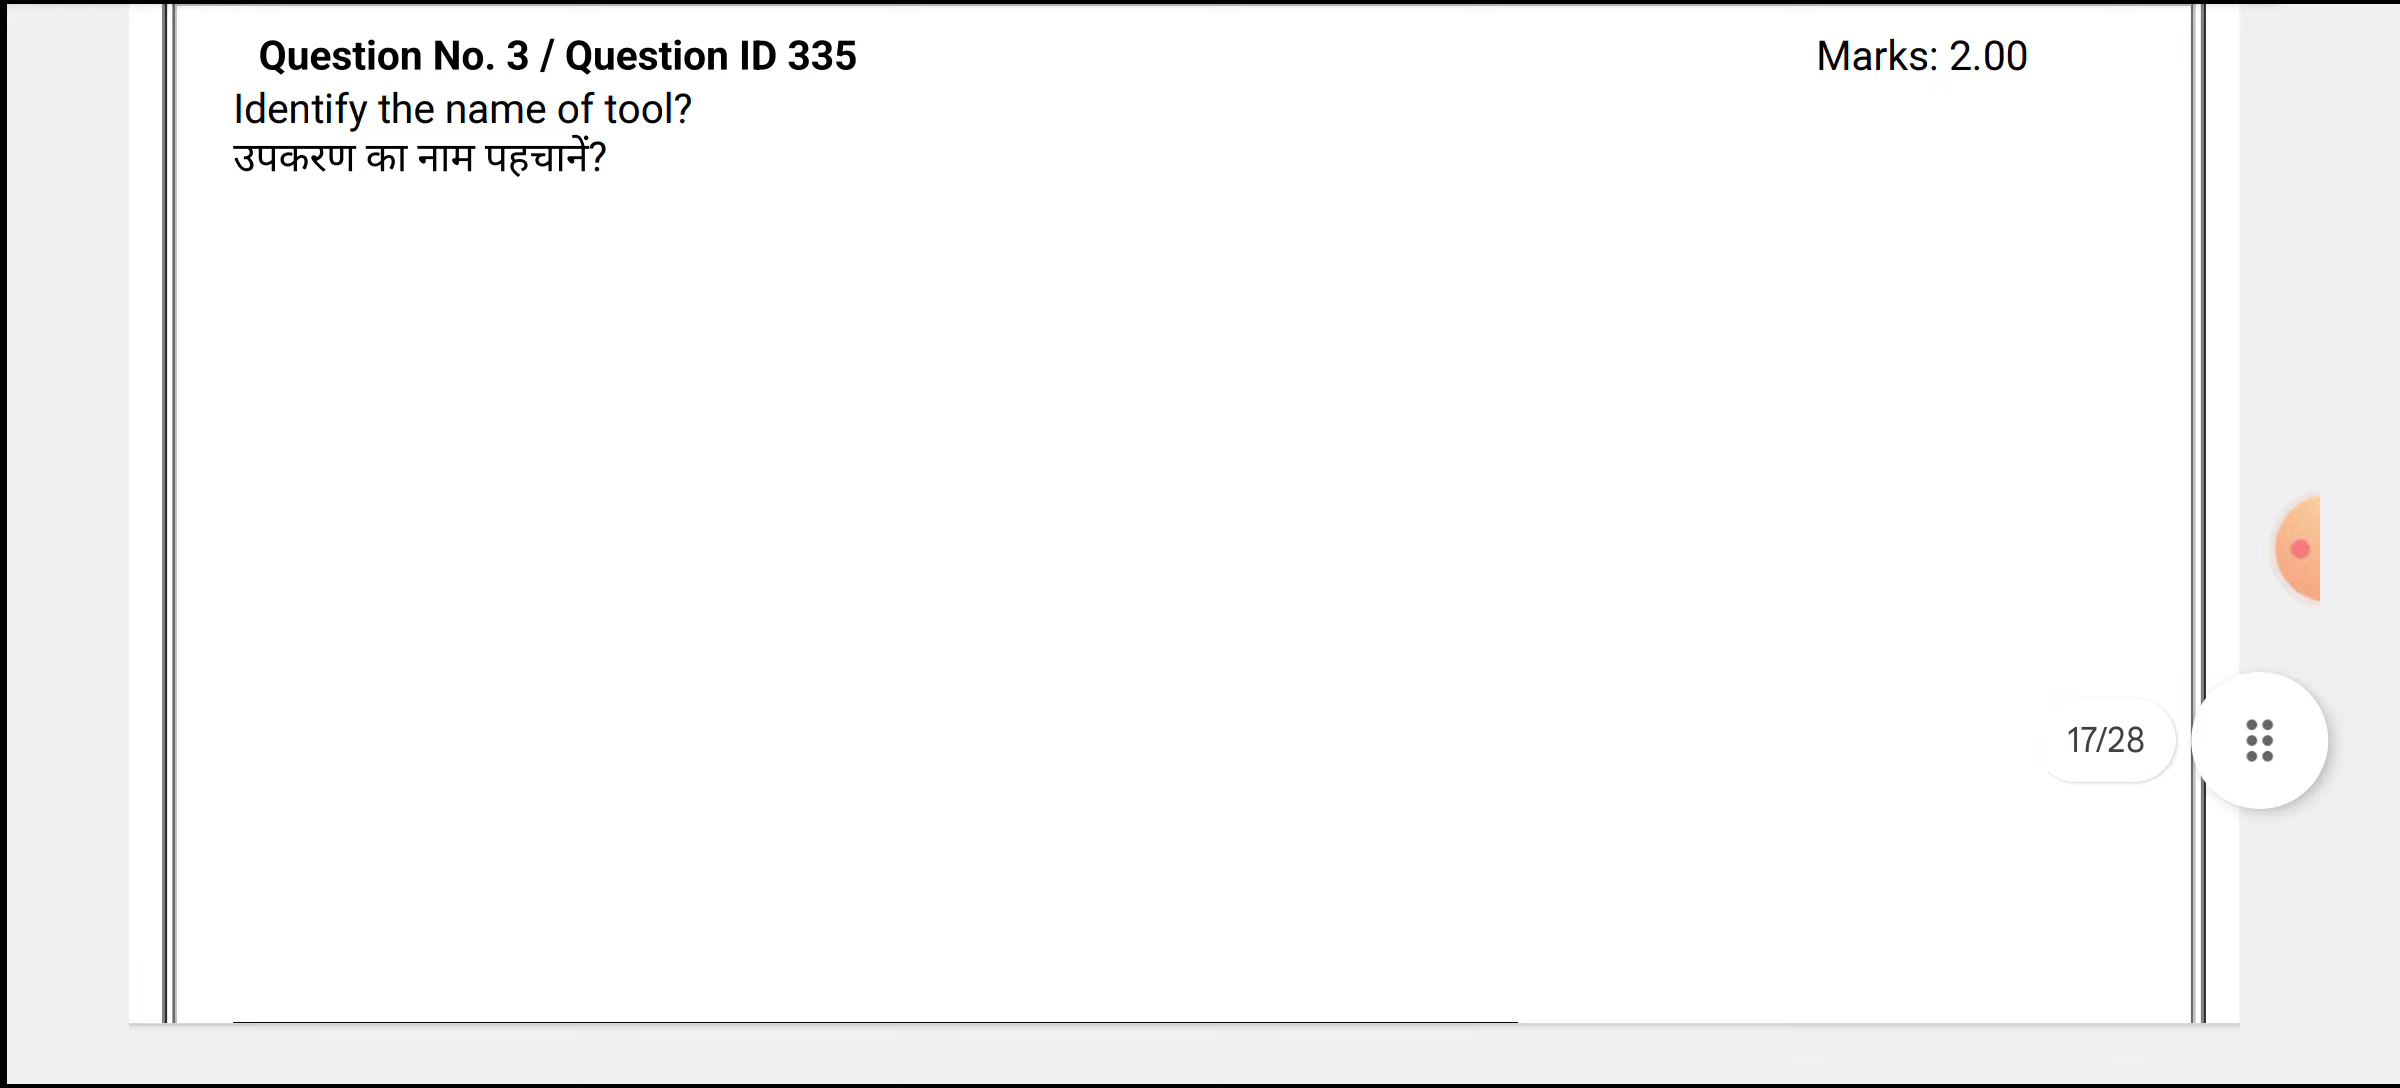 Question No. 3 / Question ID 335 Marks: 2.00
Identify the name of tool?
उपकरण का नाम पहचानें?
17/28